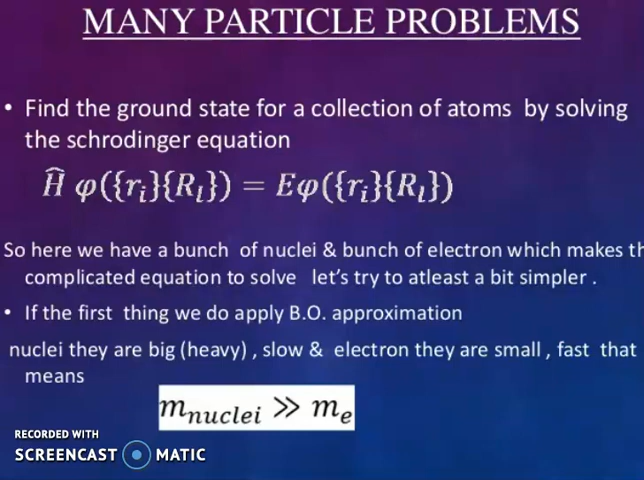 MANY PARTICLE PROBLEMS
• Find the ground state for a collection of atoms by solving
the schrodinger equation
Ĥ φ({rᵢ}{R_I}) = Eφ({rᵢ}{R_I})
So here we have a bunch of nuclei & bunch of electron which makes th
complicated equation to solve let's try to atleast a bit simpler .
• If the first thing we do apply B.O. approximation
nuclei they are big (heavy) , slow & electron they are small , fast that
means
m_nuclei ≫ m_e
RECORDED WITH
SCREENCAST MATIC